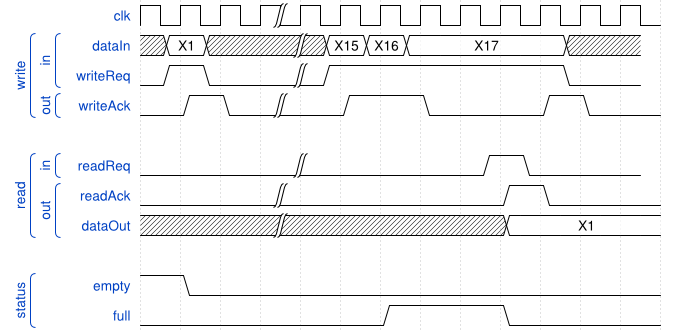 clk
write
in
dataIn X1 X15 X16 X17
writeReq
out
writeAck
read
in
readReq
out
readAck
dataOut X1
status
empty
full